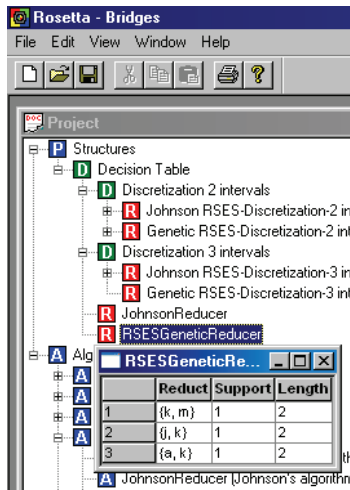 Rosetta - Bridges
File Edit View Window Help
Project
P Structures
D Decision Table
D Discretization 2 intervals
R Johnson RSES-Discretization-2 in
R Genetic RSES-Discretization-2 int
D Discretization 3 intervals
R Johnson RSES-Discretization-3 in
R Genetic RSES-Discretization-3 int
R JohnsonReducer
R RSESGeneticReducer
A Alg
RSESGeneticRe...
A
Reduct Support Length
A
1 {k, m} 1 2
A
2 {j, k} 1 2
A
3 {a, k} 1 2
A JohnsonReducer (Johnson's algorithm